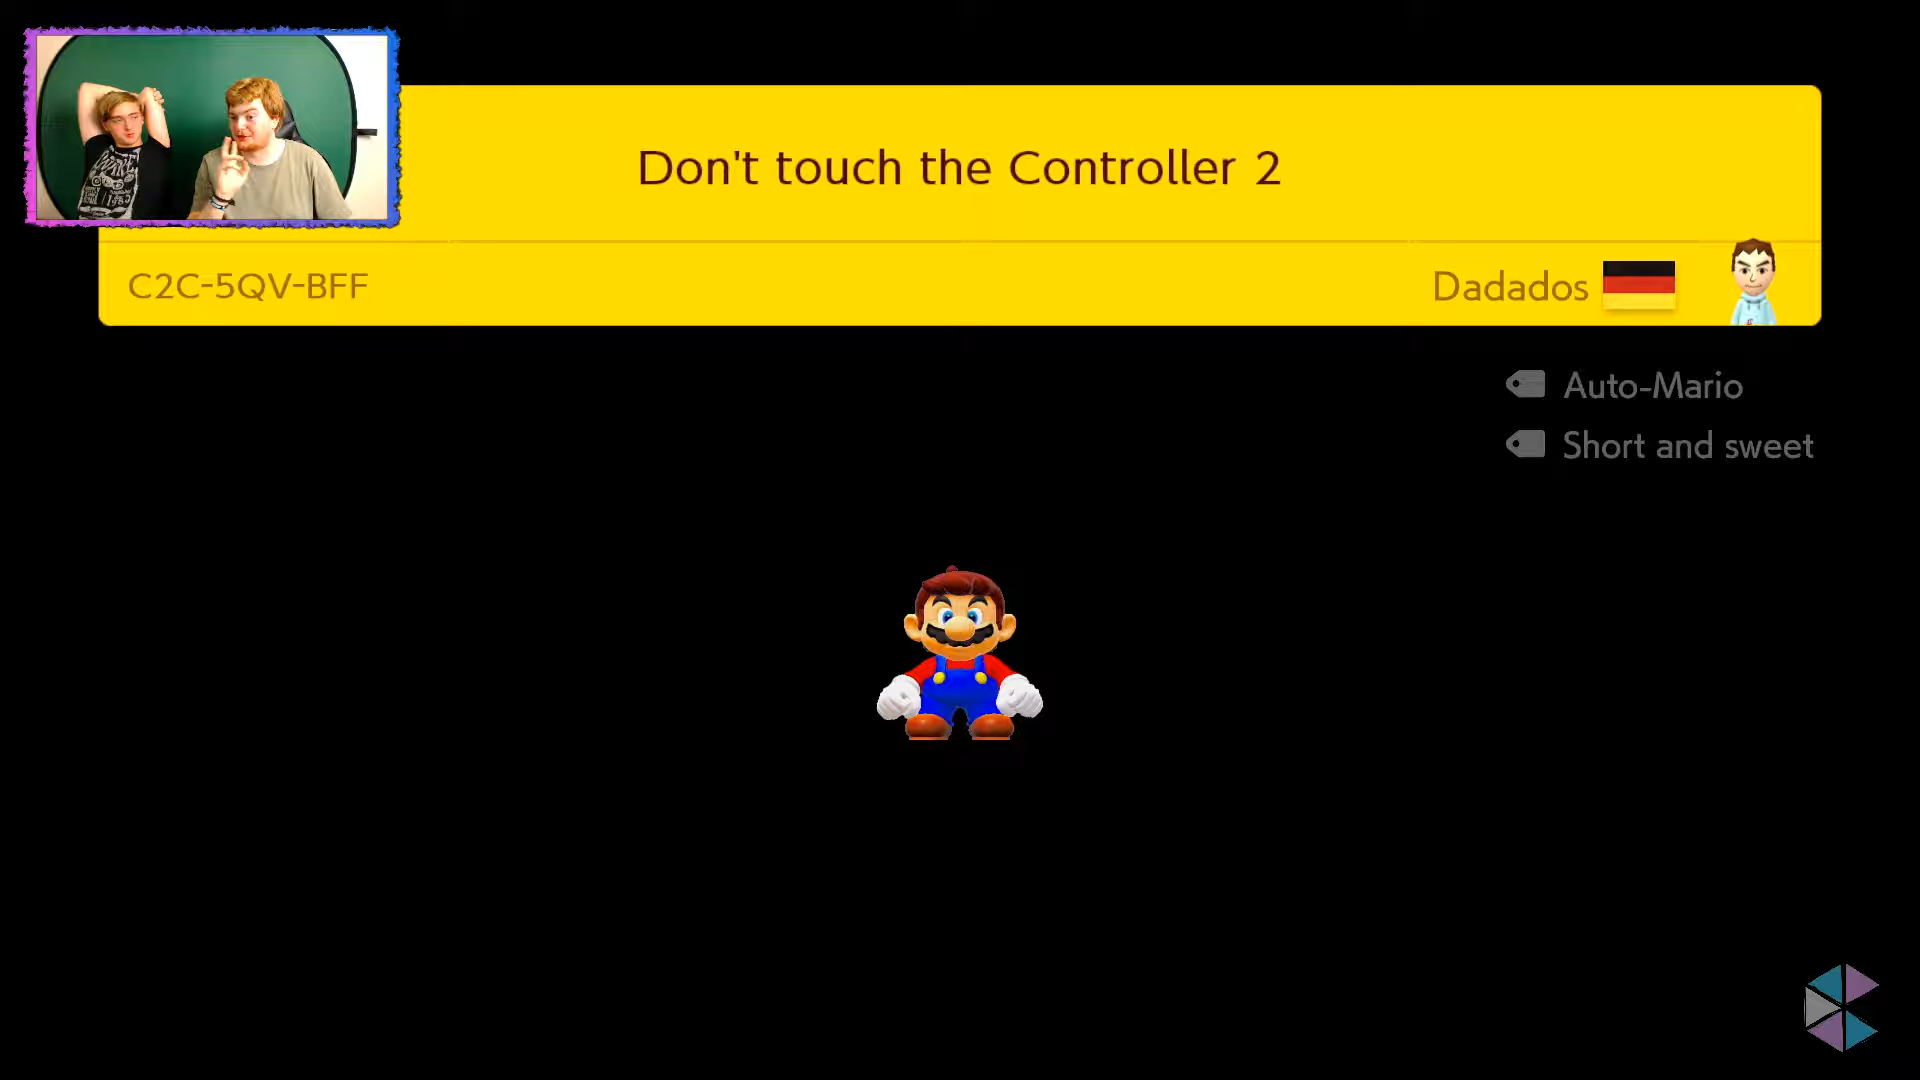 Don't touch the Controller 2
C2C-5QV-BFF
Dadados
Auto-Mario
Short and sweet